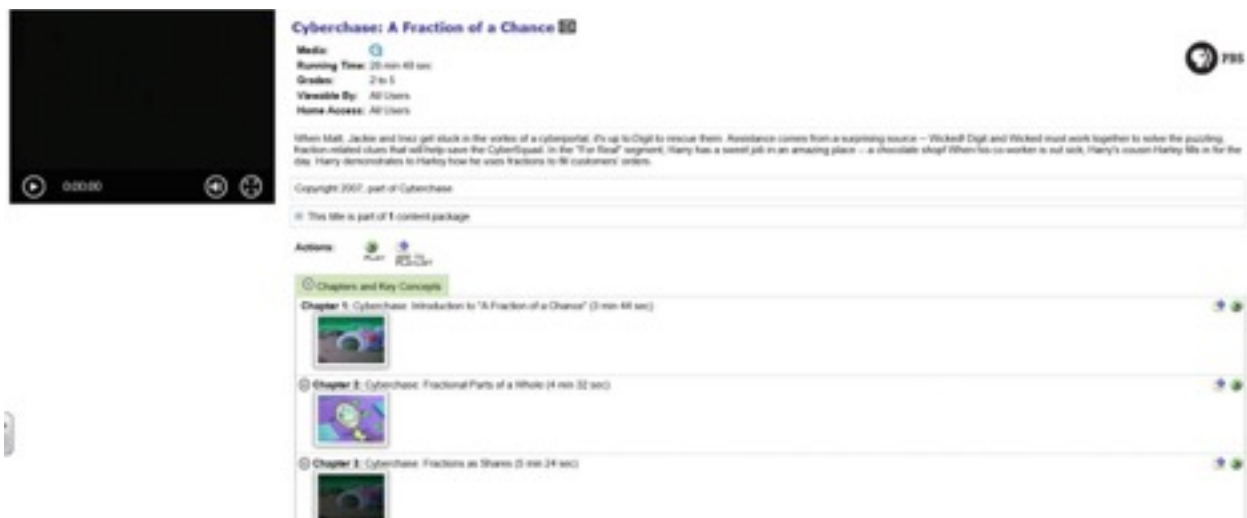 Cyberchase: A Fraction of a Chance CC
Media:
Running Time: 28 min 48 sec
Grades: 2 to 5
Viewable By: All Users
Home Access: All Users
PBS
When Matt, Jackie and Inez get stuck in the vortex of a cyberportal, it's up to Digit to rescue them. Assistance comes from a surprising source -- Wicked! Digit and Wicked must work together to solve the puzzling,
fraction-related clues that will help save the CyberSquad. In the "For Real" segment, Harry has a sweet job in an amazing place -- a chocolate shop! When his co-worker is out sick, Harry's cousin Harley fills in for the
day. Harry demonstrates to Harley how he uses fractions to fill customers' orders.
0:00:00
Copyright 2007, part of Cyberchase
This title is part of 1 content package
Actions:
PLAY
ADD TO
PLAYLIST
Chapters and Key Concepts
Chapter 1: Cyberchase: Introduction to "A Fraction of a Chance" (3 min 44 sec)
Chapter 2: Cyberchase: Fractional Parts of a Whole (4 min 32 sec)
Chapter 3: Cyberchase: Fractions as Shares (5 min 24 sec)